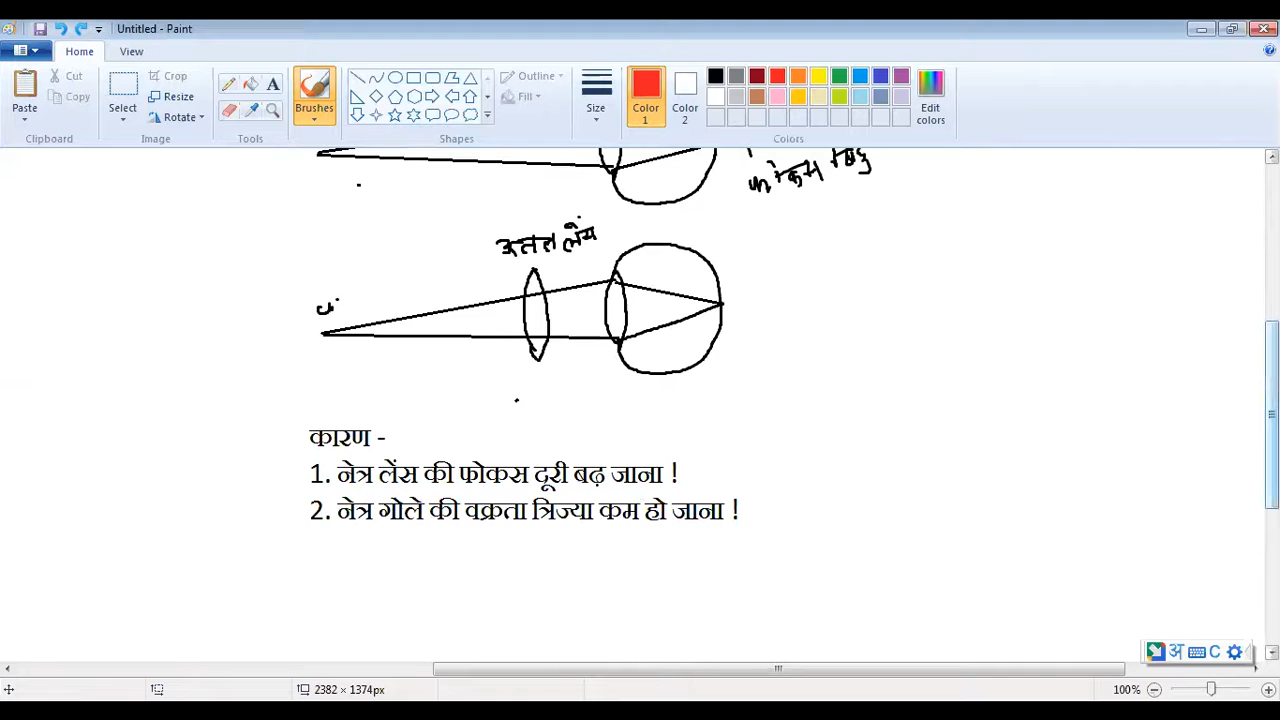 Untitled - Paint
Home View
Paste Cut Copy Select Crop Resize Rotate Brushes Outline Fill Size Color 1 Color 2 Edit colors
Clipboard Image Tools Shapes Colors
फोकस बिंदु
उत्तल लेंस
कारण -
1. नेत्र लेंस की फोकस दूरी बढ़ जाना !
2. नेत्र गोले की वक्रता त्रिज्या कम हो जाना !
अ C
2382 × 1374px 100%